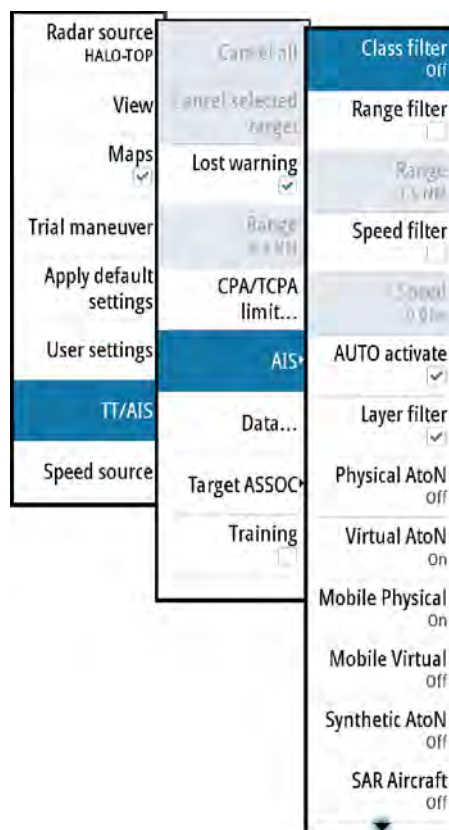 Radar source
HALO-TOP
View
Maps
Trial maneuver
Apply default
settings
User settings
TT/AIS
Speed source
Cancel all
Cancel selected
target
Lost warning
Range
CPA/TCPA
limit...
AIS
Data...
Target ASSOC
Training
Class filter
Off
Range filter
Range
Speed filter
Speed
AUTO activate
Layer filter
Physical AtoN
Off
Virtual AtoN
On
Mobile Physical
On
Mobile Virtual
Off
Synthetic AtoN
Off
SAR Aircraft
Off